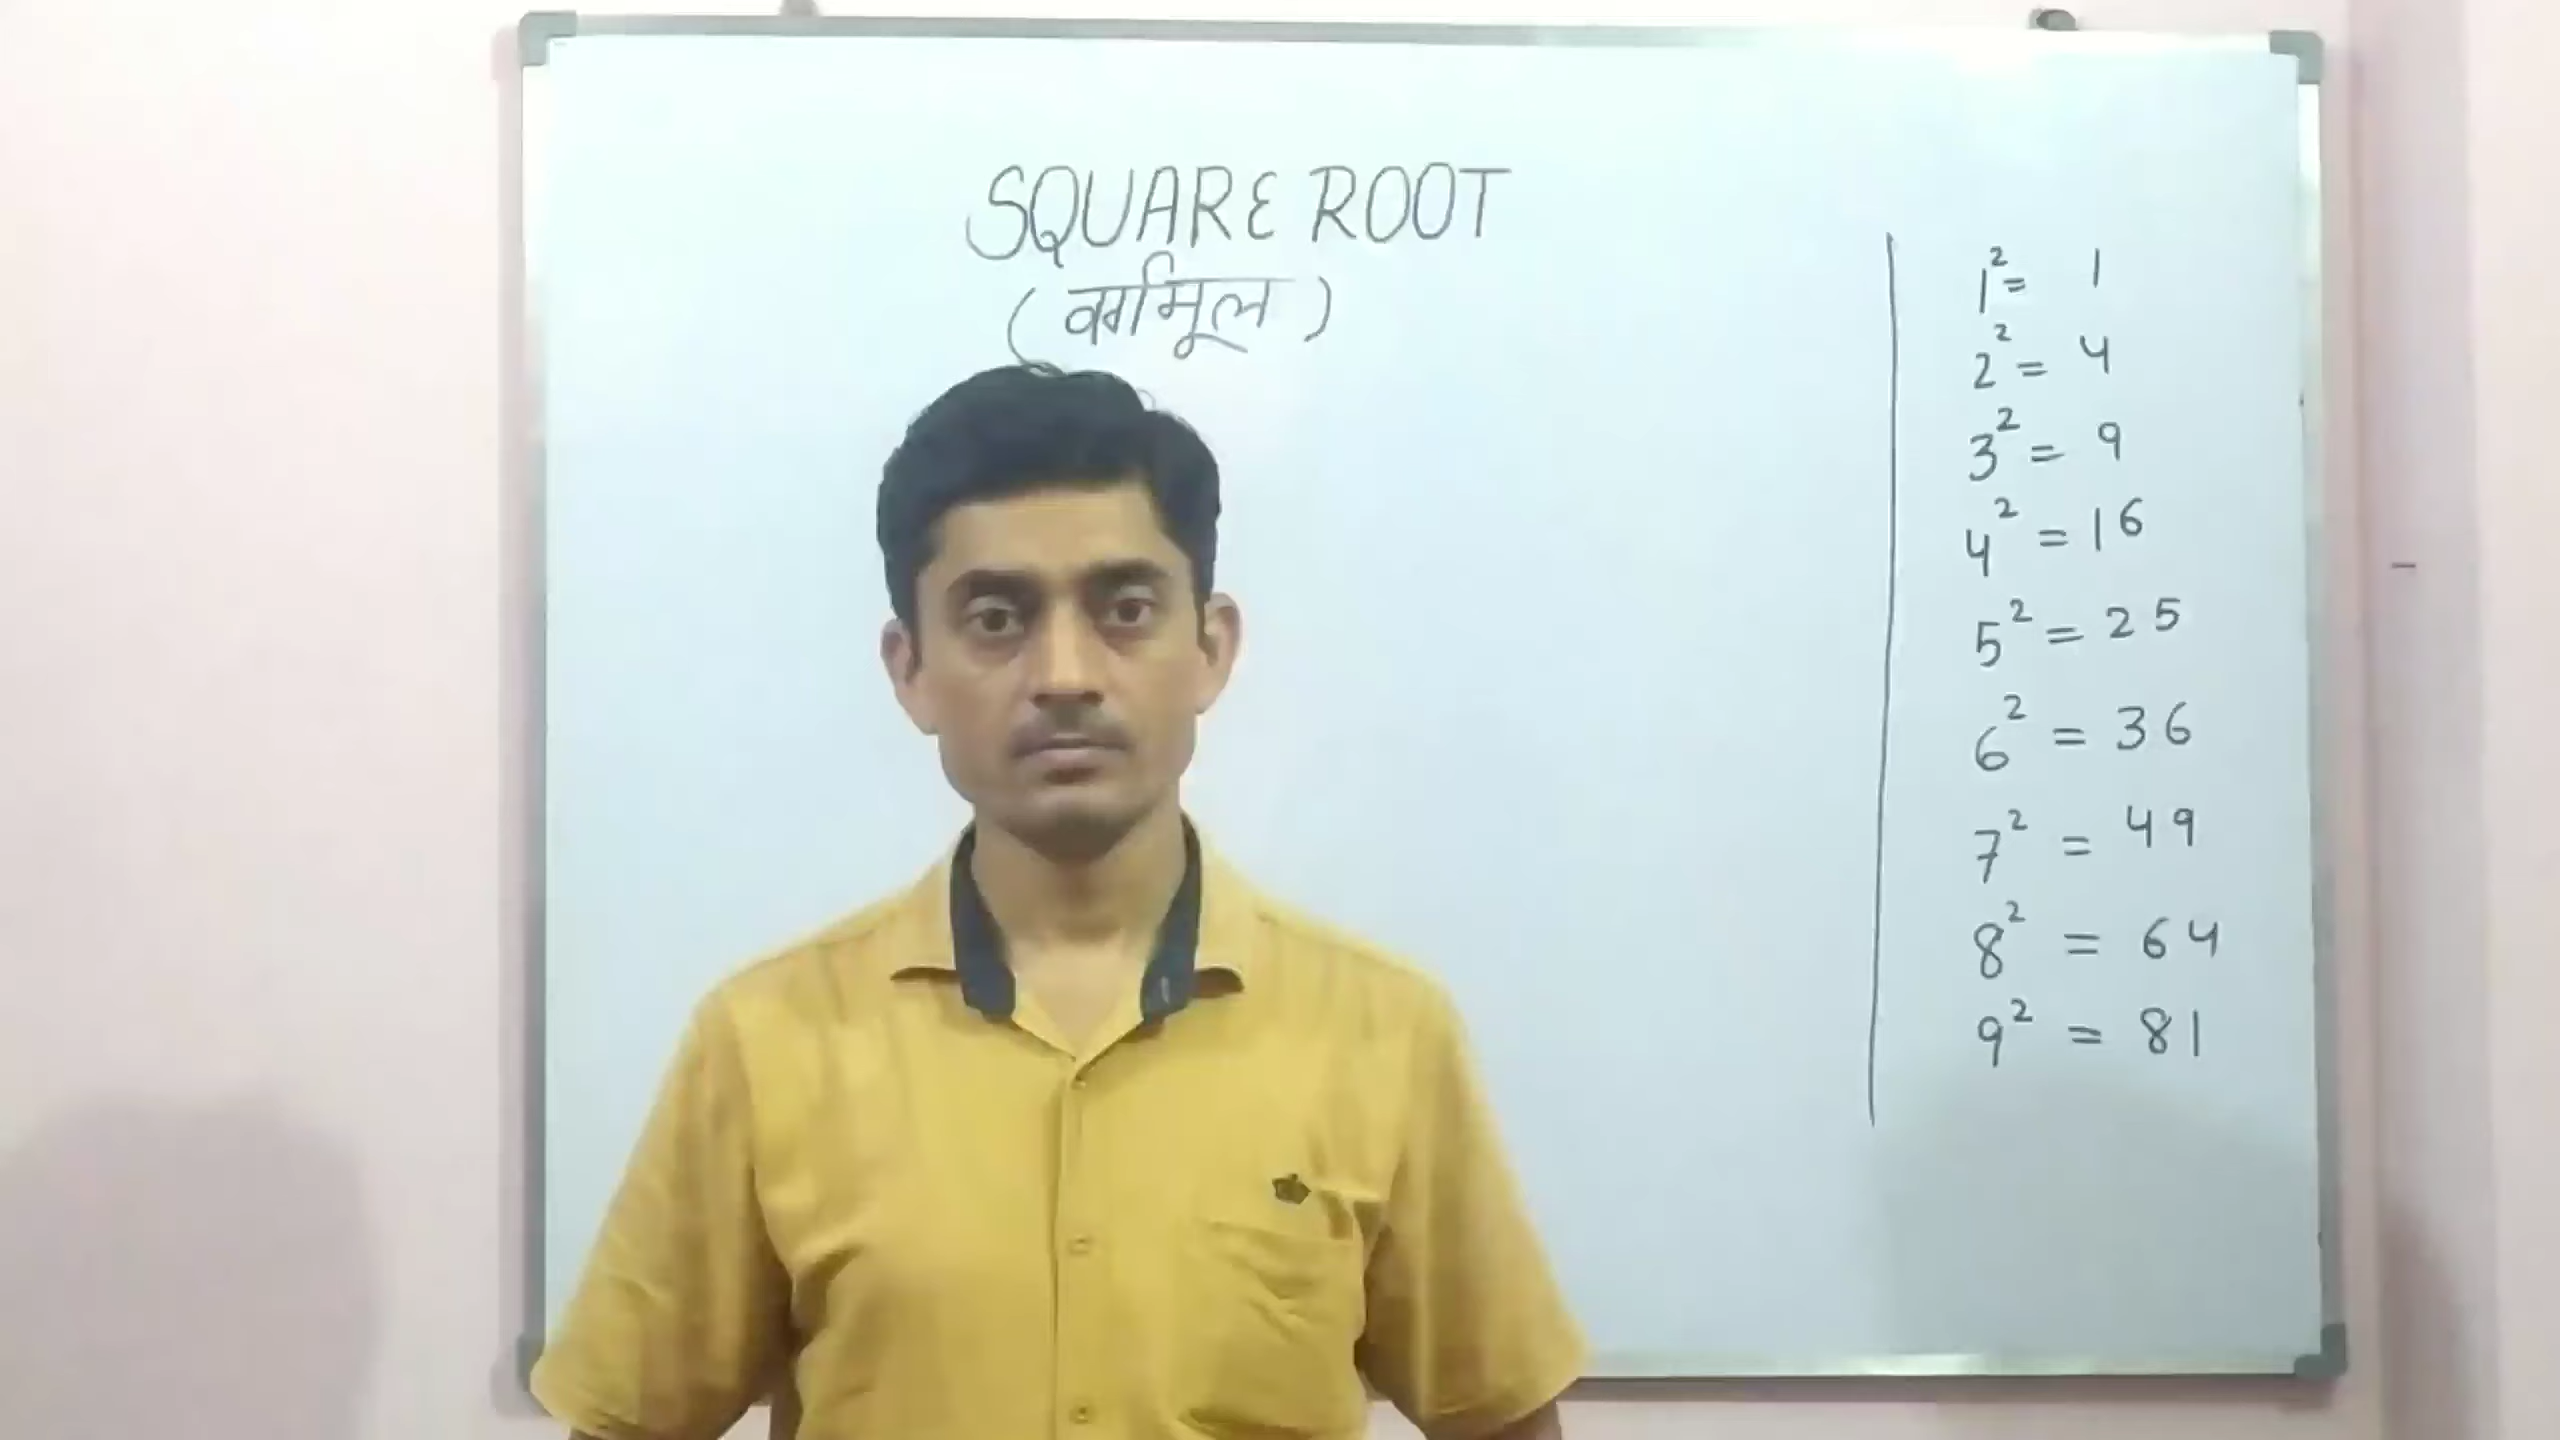 SQUARE ROOT
(वर्गमूल)
1² = 1
2² = 4
3² = 9
4² = 16
5² = 25
6² = 36
7² = 49
8² = 64
9² = 81